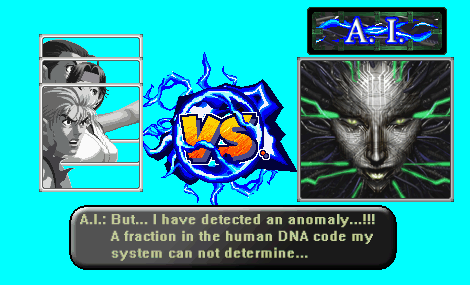 A. I.
VS.
A.I.: But... I have detected an anomaly...!!!
A fraction in the human DNA code my
system can not determine...